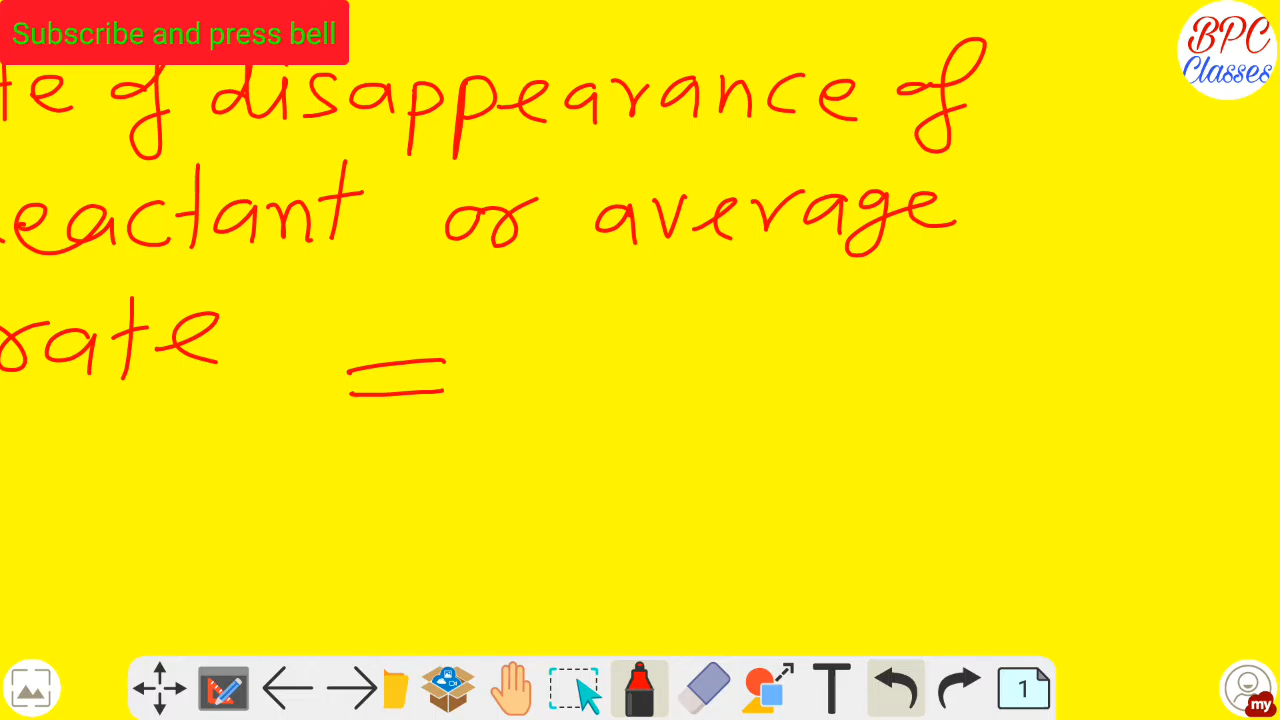 Subscribe and press bell
BPC
Classes
te of disappearance of
eactant or average
rate =
T
1
my